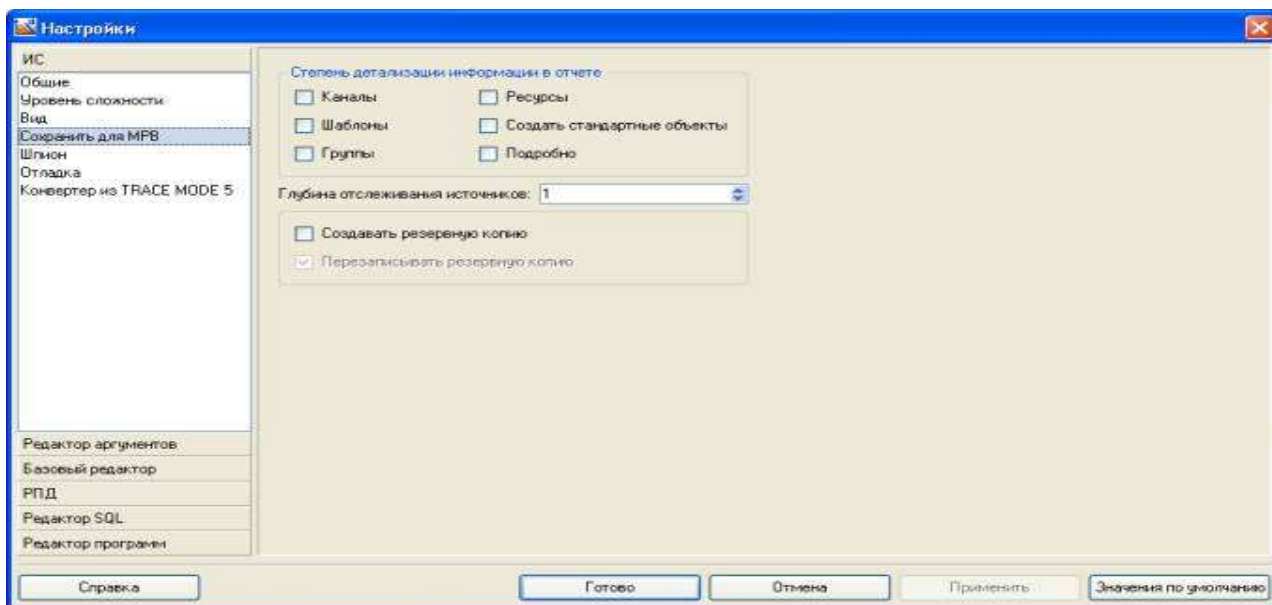 Настройки
ИС
Общие
Уровень сложности
Вид
Сохранить для МРВ
Шпион
Отладка
Конвертер из TRACE MODE 5
Редактор аргументов
Базовый редактор
РПД
Редактор SQL
Редактор программ
Степень детализации информации в отчете
Каналы
Ресурсы
Шаблоны
Создать стандартные объекты
Группы
Подробно
Глубина отслеживания источников: 1
Создавать резервную копию
Перезаписывать резервную копию
Справка
Готово
Отмена
Применить
Значения по умолчанию